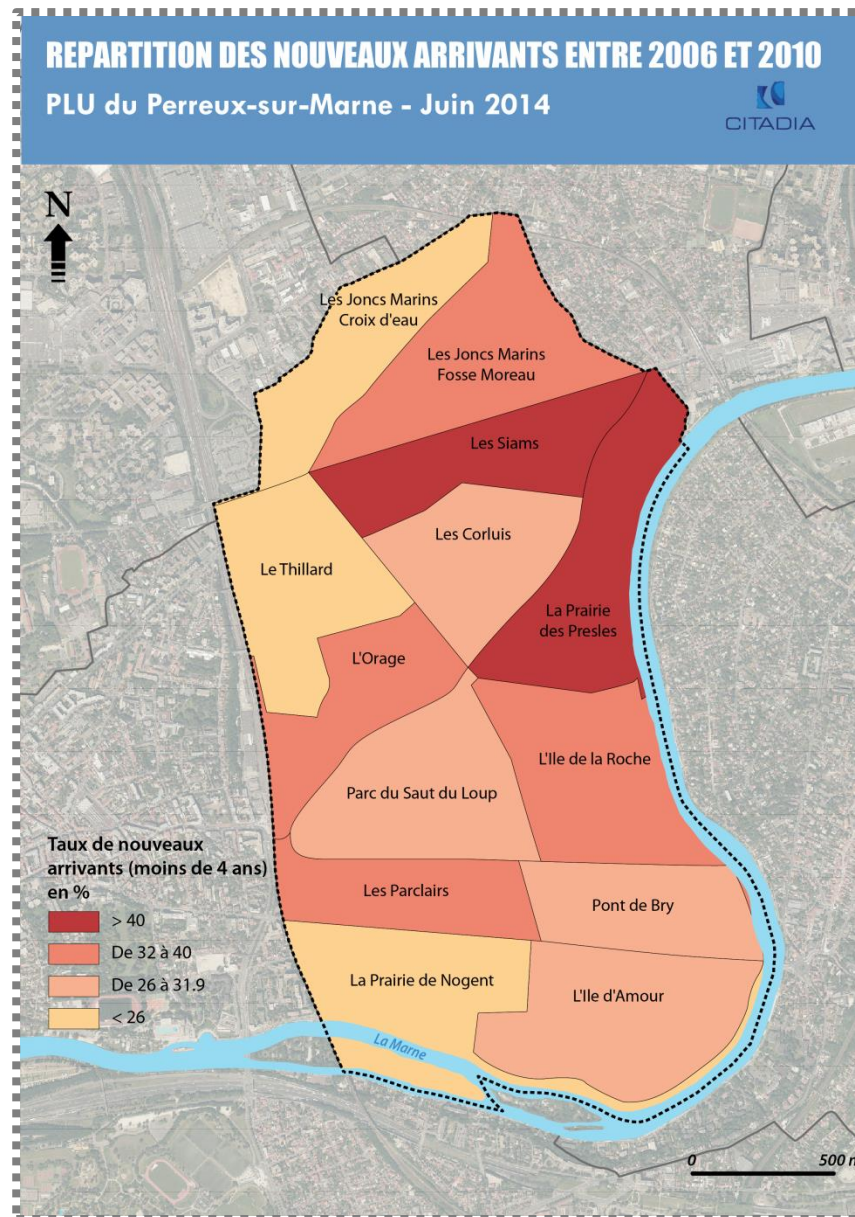 REPARTITION DES NOUVEAUX ARRIVANTS ENTRE 2006 ET 2010
PLU du Perreux-sur-Marne - Juin 2014
CITADIA
N
Les Joncs Marins
Croix d'eau
Les Joncs Marins
Fosse Moreau
Les Siams
Les Corluis
Le Thillard
La Prairie
des Presles
L'Orage
L'Ile de la Roche
Parc du Saut du Loup
Taux de nouveaux
arrivants (moins de 4 ans)
en %
> 40
De 32 à 40
De 26 à 31.9
< 26
Les Parclairs
Pont de Bry
La Prairie de Nogent
L'Ile d'Amour
La Marne
0 500 m